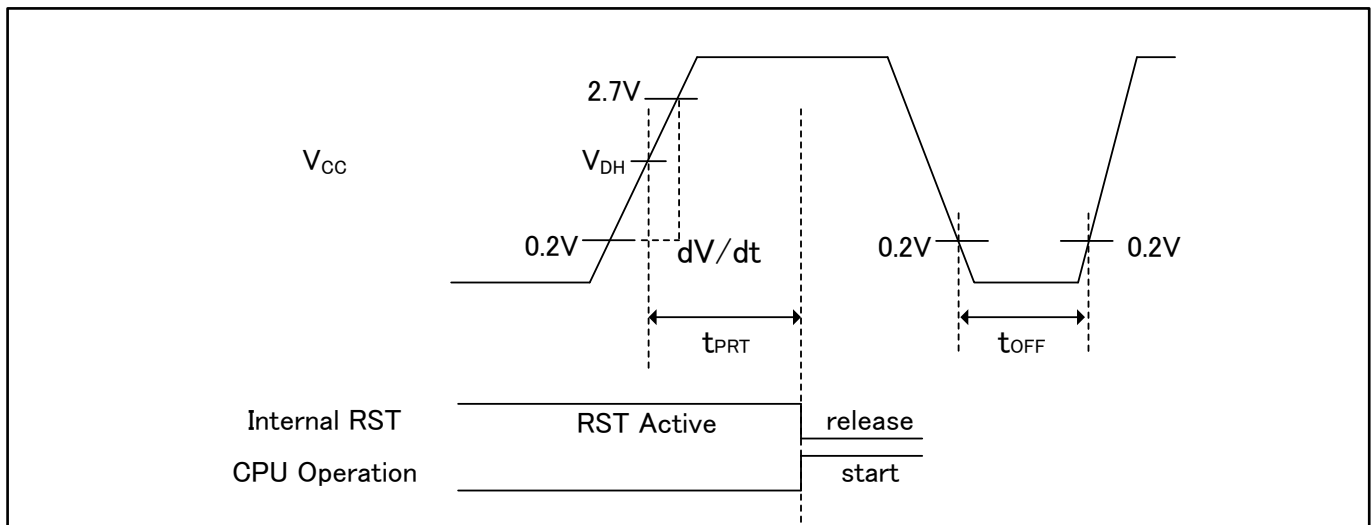 2.7V
VCC
VDH
0.2V
dV/dt
0.2V
0.2V
tPRT
tOFF
Internal RST
RST Active
release
CPU Operation
start